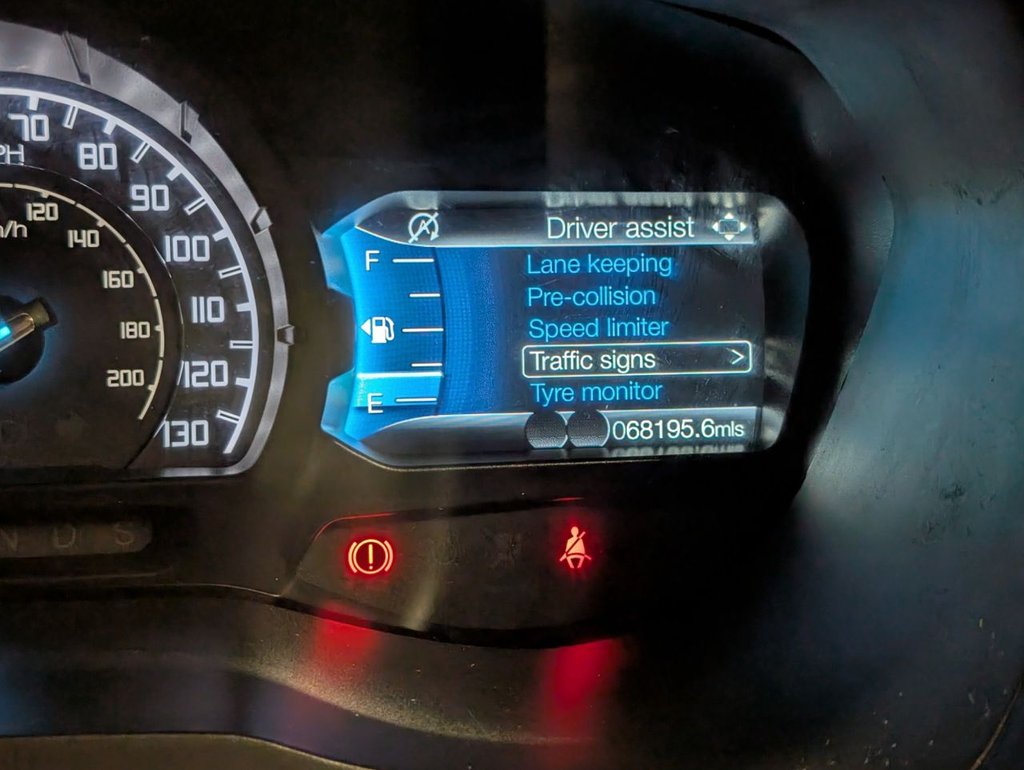 70
80
90
100
110
120
130
120
140
160
180
200
Driver assist
F
Lane keeping
Pre-collision
Speed limiter
Traffic signs >
Tyre monitor
E
068195.6mls
N D S